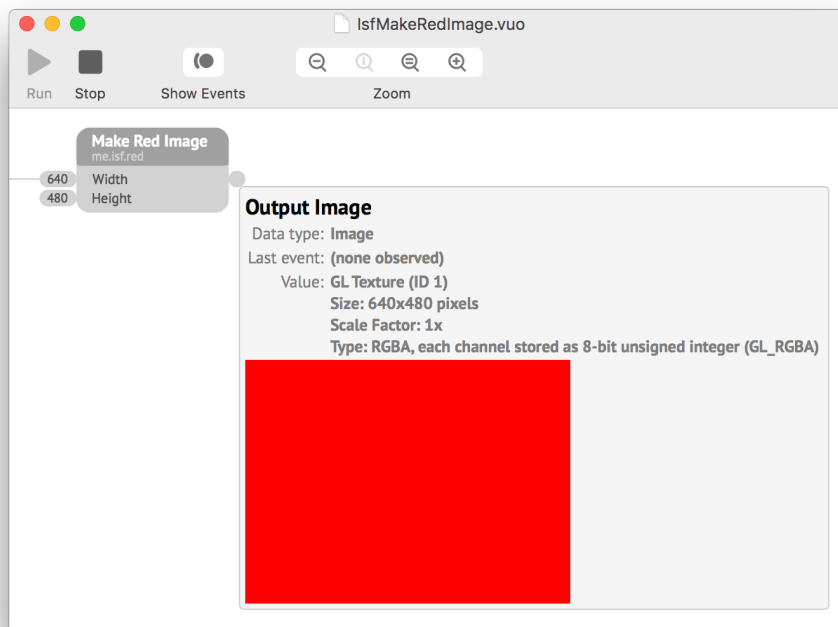 IsfMakeRedImage.vuo
Run
Stop
Show Events
Zoom
Make Red Image
me.isf.red
640 Width
480 Height
Output Image
Data type: Image
Last event: (none observed)
Value: GL Texture (ID 1)
Size: 640x480 pixels
Scale Factor: 1x
Type: RGBA, each channel stored as 8-bit unsigned integer (GL_RGBA)